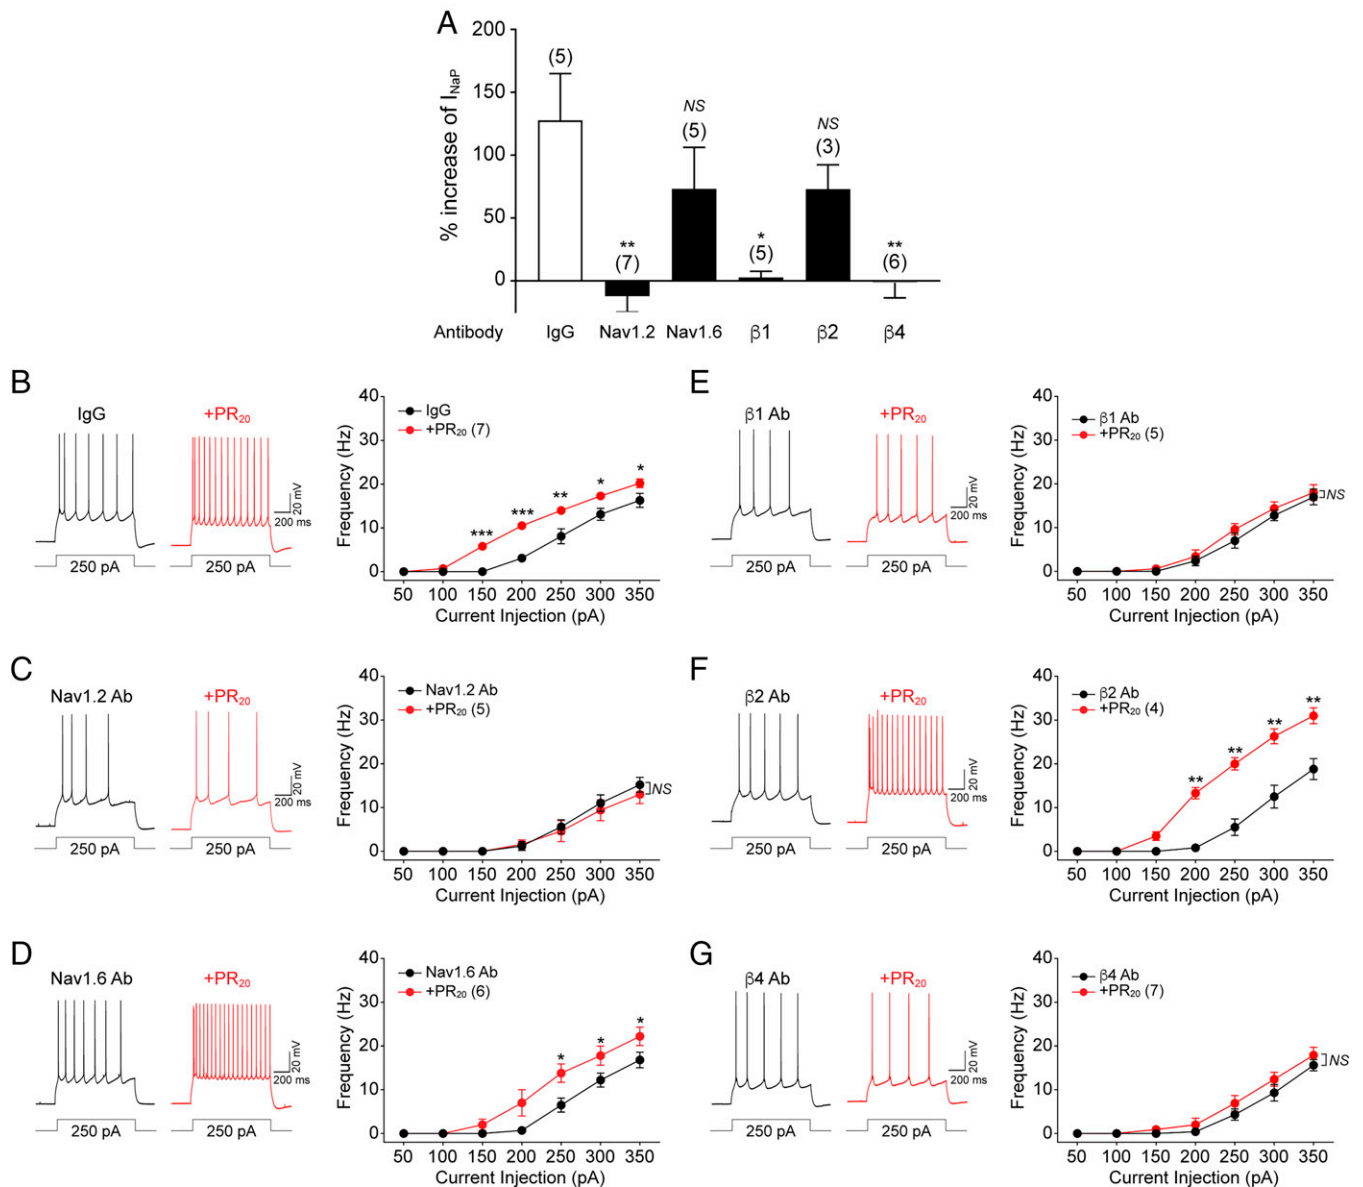 A
% increase of I_NaP
200
150
100
50
0
(5)
**
(7)
NS
(5)
*
(5)
NS
(3)
**
(6)
Antibody IgG Nav1.2 Nav1.6 β1 β2 β4
B
IgG
+PR20
20 mV
200 ms
250 pA
250 pA
Frequency (Hz)
40
30
20
10
0
IgG
+PR20 (7)
*** *** ** * *
50 100 150 200 250 300 350
Current Injection (pA)
E
β1 Ab
+PR20
20 mV
200 ms
250 pA
250 pA
Frequency (Hz)
40
30
20
10
0
β1 Ab
+PR20 (5)
NS
50 100 150 200 250 300 350
Current Injection (pA)
C
Nav1.2 Ab
+PR20
20 mV
200 ms
250 pA
250 pA
Frequency (Hz)
40
30
20
10
0
Nav1.2 Ab
+PR20 (5)
NS
50 100 150 200 250 300 350
Current Injection (pA)
F
β2 Ab
+PR20
20 mV
200 ms
250 pA
250 pA
Frequency (Hz)
40
30
20
10
0
β2 Ab
+PR20 (4)
** ** ** **
50 100 150 200 250 300 350
Current Injection (pA)
D
Nav1.6 Ab
+PR20
20 mV
200 ms
250 pA
250 pA
Frequency (Hz)
40
30
20
10
0
Nav1.6 Ab
+PR20 (6)
* * *
50 100 150 200 250 300 350
Current Injection (pA)
G
β4 Ab
+PR20
20 mV
200 ms
250 pA
250 pA
Frequency (Hz)
40
30
20
10
0
β4 Ab
+PR20 (7)
NS
50 100 150 200 250 300 350
Current Injection (pA)